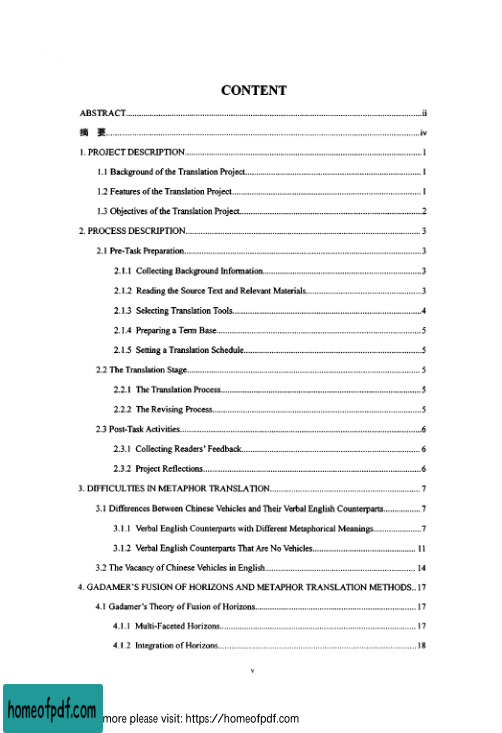 CONTENT
ABSTRACT ii
摘 要 iv
1. PROJECT DESCRIPTION 1
1.1 Background of the Translation Project 1
1.2 Features of the Translation Project 1
1.3 Objectives of the Translation Project 2
2. PROCESS DESCRIPTION 3
2.1 Pre-Task Preparation 3
2.1.1 Collecting Background Information 3
2.1.2 Reading the Source Text and Relevant Materials 3
2.1.3 Selecting Translation Tools 4
2.1.4 Preparing a Term Base 5
2.1.5 Setting a Translation Schedule 5
2.2 The Translation Stage 5
2.2.1 The Translation Process 5
2.2.2 The Revising Process 5
2.3 Post-Task Activities 6
2.3.1 Collecting Readers' Feedback 6
2.3.2 Project Reflections 6
3. DIFFICULTIES IN METAPHOR TRANSLATION 7
3.1 Differences Between Chinese Vehicles and Their Verbal English Counterparts 7
3.1.1 Verbal English Counterparts with Different Metaphorical Meanings 7
3.1.2 Verbal English Counterparts That Are No Vehicles 11
3.2 The Vacancy of Chinese Vehicles in English 14
4. GADAMER'S FUSION OF HORIZONS AND METAPHOR TRANSLATION METHODS 17
4.1 Gadamer's Theory of Fusion of Horizons 17
4.1.1 Multi-Faceted Horizons 17
4.1.2 Integration of Horizons 18
v
homeofpdf.com more please visit: https://homeofpdf.com